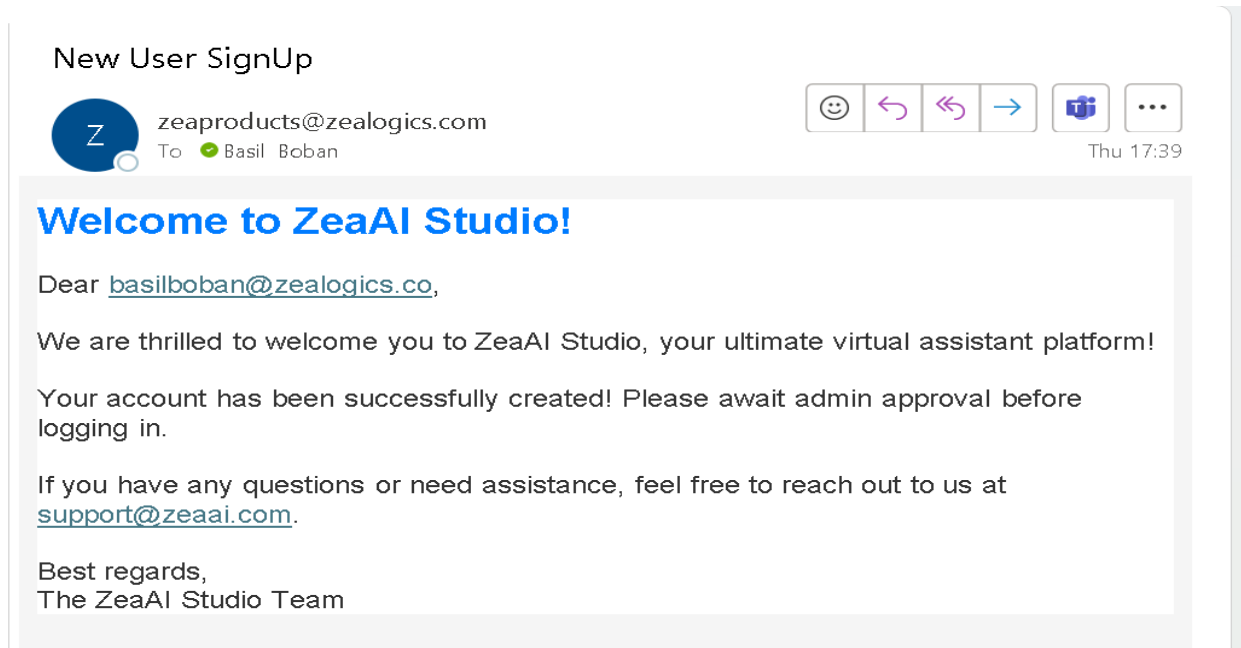 New User SignUp
Z
zeaproducts@zealogics.com
To Basil Boban
Thu 17:39
Welcome to ZeaAI Studio!
Dear basilboban@zealogics.co,
We are thrilled to welcome you to ZeaAI Studio, your ultimate virtual assistant platform!
Your account has been successfully created! Please await admin approval before
logging in.
If you have any questions or need assistance, feel free to reach out to us at
support@zeaai.com.
Best regards,
The ZeaAI Studio Team